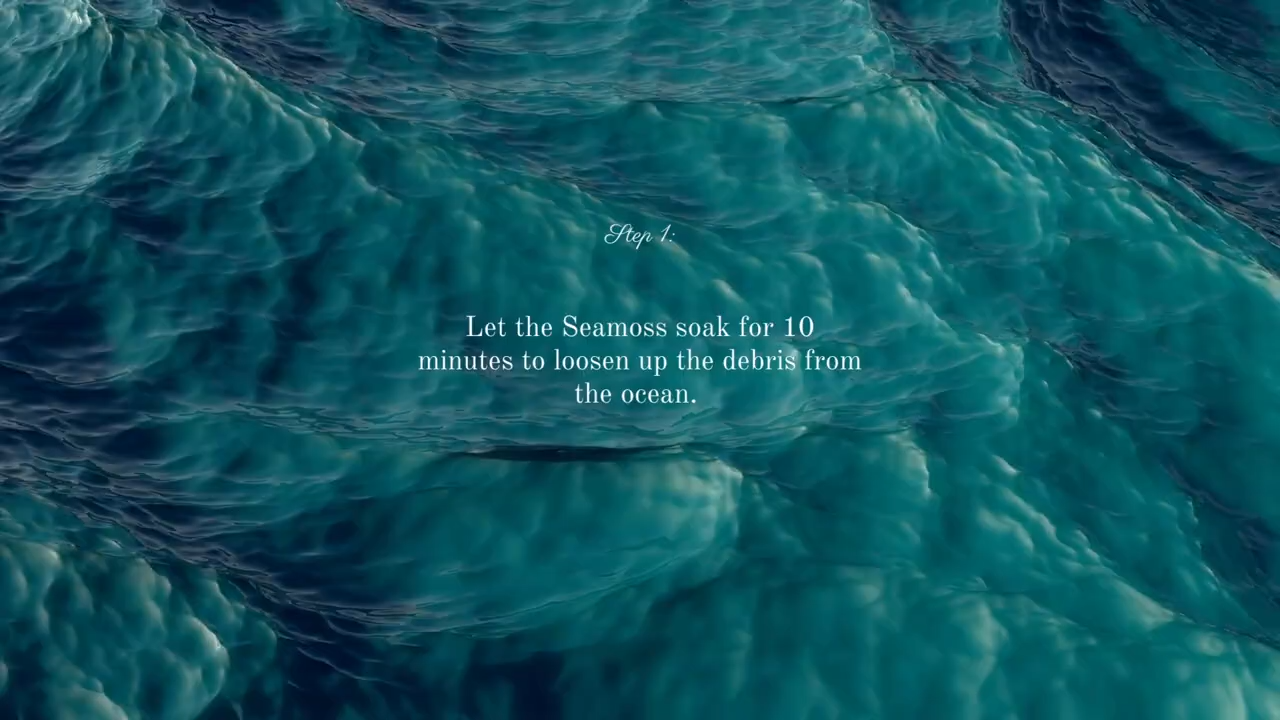 Step 1:
Let the Seamoss soak for 10
minutes to loosen up the debris from
the ocean.